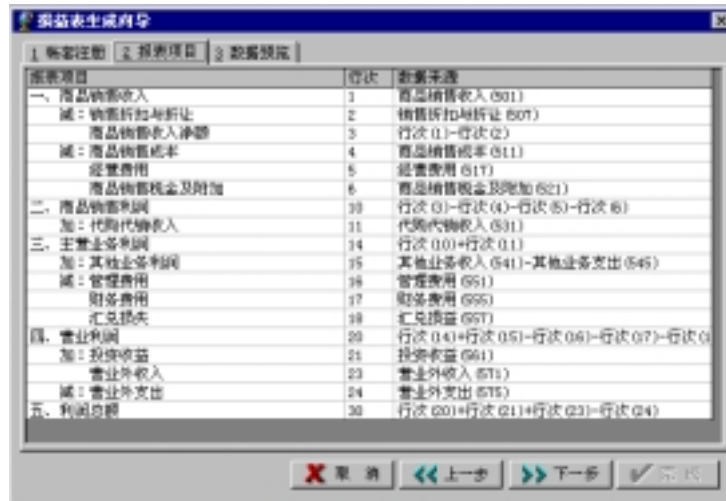 损益表生成向导
1 帐套注册 2 报表项目 3 数据预览
报表项目 行次 数据来源
一、商品销售收入 1 商品销售收入(501)
减：销售折扣与折让 2 销售折扣与折让(507)
商品销售收入净额 3 行次(1)-行次(2)
减：商品销售成本 4 商品销售成本(511)
经营费用 5 经营费用(517)
商品销售税金及附加 6 商品销售税金及附加(521)
二、商品销售利润 10 行次(3)-行次(4)-行次(5)-行次(6)
加：代购代销收入 11 代购代销收入(531)
三、主营业务利润 14 行次(10)+行次(11)
加：其他业务利润 15 其他业务收入(541)-其他业务支出(545)
减：管理费用 16 管理费用(551)
财务费用 17 财务费用(555)
汇兑损失 18 汇兑损益(557)
四、营业利润 20 行次(14)+行次(15)-行次(16)-行次(17)-行次(1
加：投资收益 21 投资收益(561)
营业外收入 23 营业外收入(571)
减：营业外支出 24 营业外支出(575)
五、利润总额 30 行次(20)+行次(21)+行次(23)-行次(24)
取 消 上一步 下一步 完 成